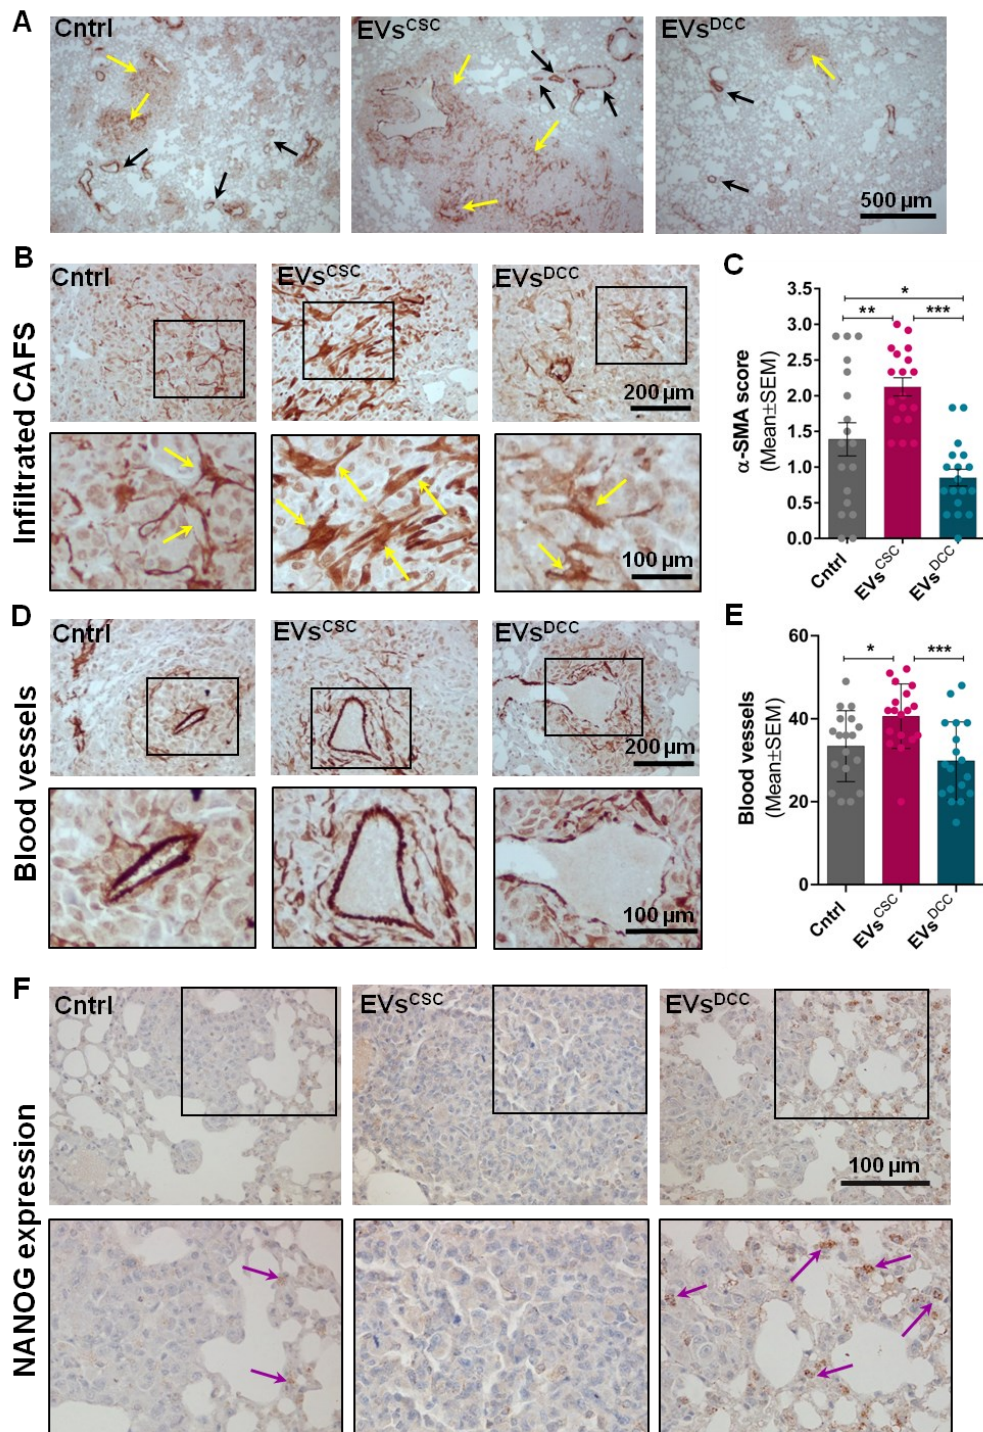 A
Cntrl
EVsCSC
EVsDCC
500 µm
B
Infiltrated CAFS
Cntrl
EVsCSC
EVsDCC
200 µm
100 µm
C
α-SMA score
(Mean±SEM)
3.5
3.0
2.5
2.0
1.5
1.0
0.5
0.0
*
**
***
Cntrl
EVsCSC
EVsDCC
D
Blood vessels
Cntrl
EVsCSC
EVsDCC
200 µm
100 µm
E
Blood vessels
(Mean±SEM)
60
40
20
0
*
***
Cntrl
EVsCSC
EVsDCC
F
NANOG expression
Cntrl
EVsCSC
EVsDCC
100 µm